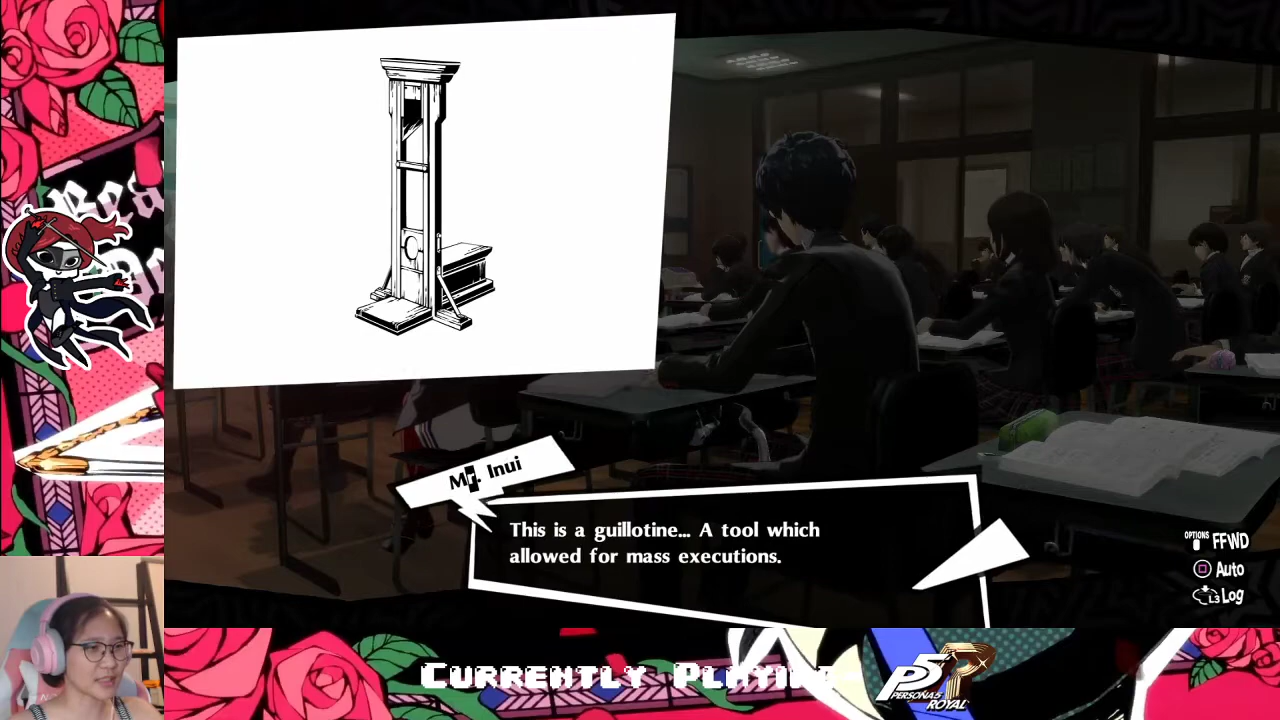 Mr. Inui
This is a guillotine... A tool which
allowed for mass executions.
OPTIONS FFWD
Auto
L3 Log
Currently Playing
P5R
PERSONA5
ROYAL